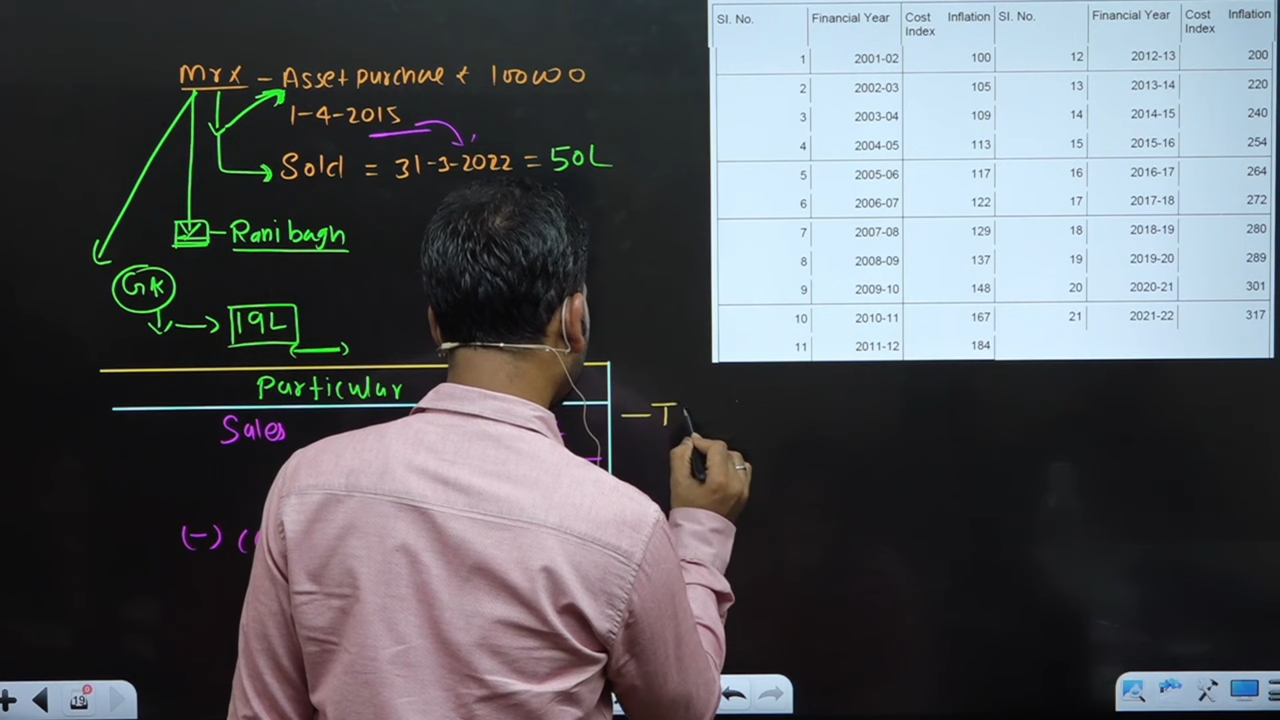 Mr X - Asset purchase ₹ 100000
1-4-2015
Sold = 31-3-2022 = 50L
Ranibagh
GK
19L
Particular
Sales
(-)
- T
SI. No. Financial Year Cost Inflation Index SI. No. Financial Year Cost Inflation Index
1 2001-02 100 12 2012-13 200
2 2002-03 105 13 2013-14 220
3 2003-04 109 14 2014-15 240
4 2004-05 113 15 2015-16 254
5 2005-06 117 16 2016-17 264
6 2006-07 122 17 2017-18 272
7 2007-08 129 18 2018-19 280
8 2008-09 137 19 2019-20 289
9 2009-10 148 20 2020-21 301
10 2010-11 167 21 2021-22 317
11 2011-12 184
19